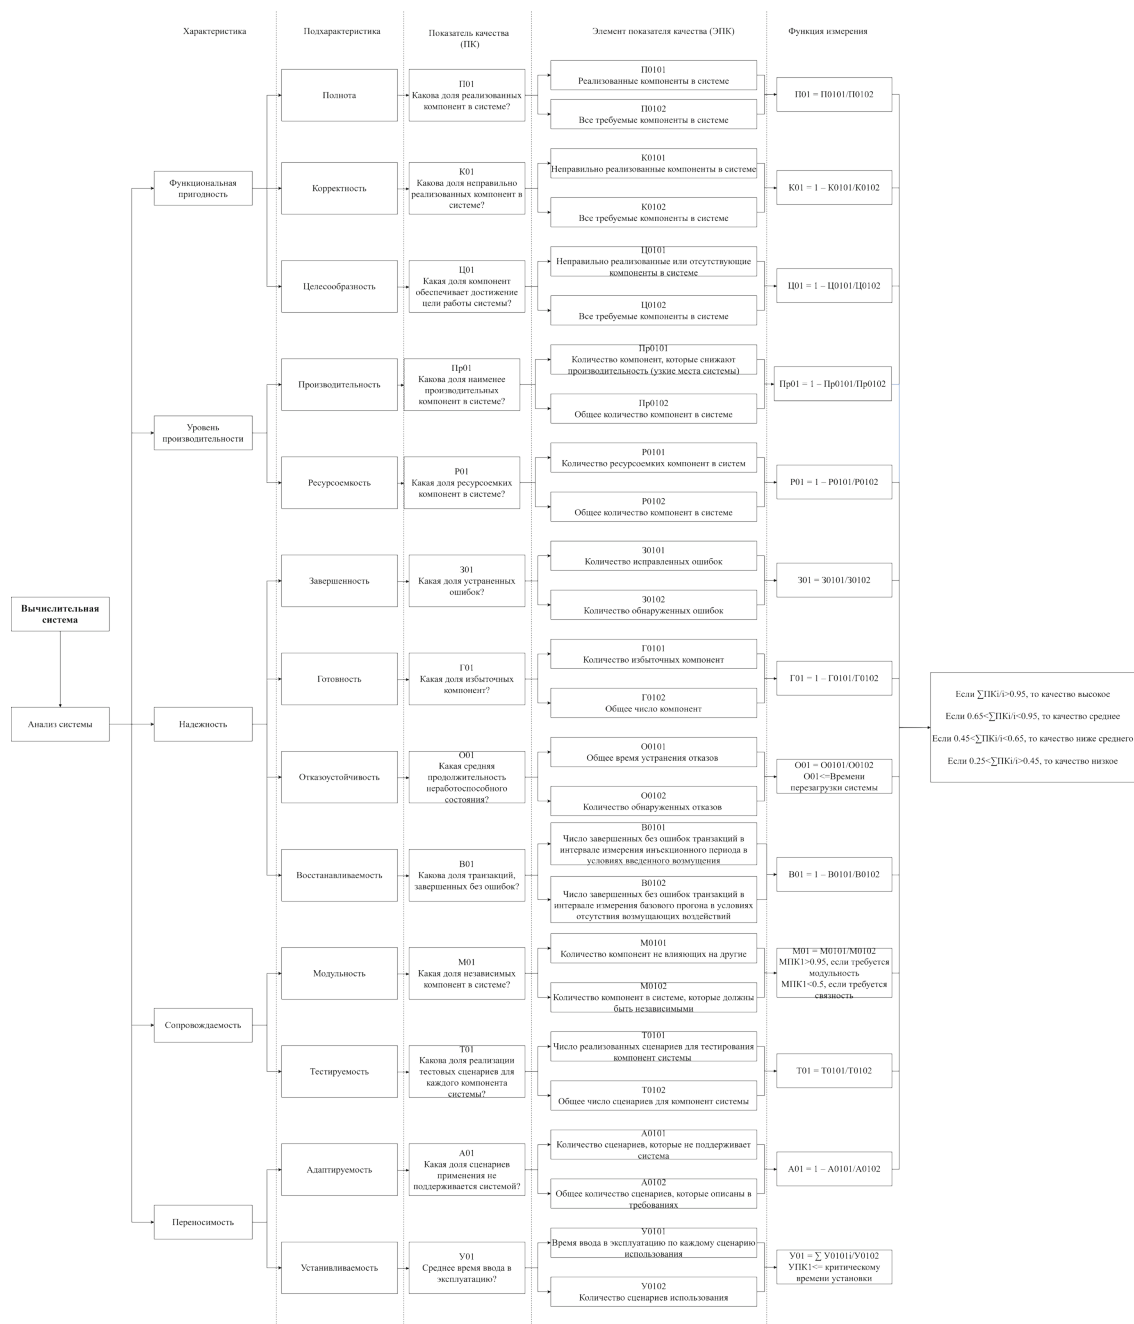 Характеристика
Подхарактеристика
Показатель качества
(ПК)
Элемент показателя качества (ЭПК)
Функция измерения
Вычислительная
система
Анализ системы
Функциональная
пригодность
Полнота
П01
Какова доля реализованных
компонент в системе?
П0101
Реализованные компоненты в системе
П0102
Все требуемые компоненты в системе
П01 = П0101/П0102
Корректность
К01
Какова доля неправильно
реализованных компонент в
системе?
К0101
Неправильно реализованные компоненты в системе
К0102
Все требуемые компоненты в системе
К01 = 1 – К0101/К0102
Целесообразность
Ц01
Какая доля компонент
обеспечивает достижение
цели работы системы?
Ц0101
Неправильно реализованные или отсутствующие
компоненты в системе
Ц0102
Все требуемые компоненты в системе
Ц01 = 1 – Ц0101/Ц0102
Уровень
производительности
Производительность
Пр01
Какова доля наименее
производительных
компонент в системе?
Пр0101
Количество компонент, которые снижают
производительность (узкие места системы)
Пр0102
Общее количество компонент в системе
Пр01 = 1 – Пр0101/Пр0102
Ресурсоемкость
Р01
Какая доля ресурсоемких
компонент в системе?
Р0101
Количество ресурсоемких компонент в систем
Р0102
Общее количество компонент в системе
Р01 = 1 – Р0101/Р0102
Надежность
Завершенность
З01
Какая доля устраненных
ошибок?
З0101
Количество исправленных ошибок
З0102
Количество обнаруженных ошибок
З01 = З0101/З0102
Готовность
Г01
Какая доля избыточных
компонент?
Г0101
Количество избыточных компонент
Г0102
Общее число компонент
Г01 = 1 – Г0101/Г0102
Отказоустойчивость
О01
Какая средняя
продолжительность
неработоспособного
состояния?
О0101
Общее время устранения отказов
О0102
Количество обнаруженных отказов
О01 = О0101/О0102
О01<=Времени
перезагрузки системы
Восстанавливаемость
В01
Какова доля транзакций,
завершенных без ошибок?
В0101
Число завершенных без ошибок транзакций в
интервале измерения инъекционного периода в
условиях введенного возмущения
В0102
Число завершенных без ошибок транзакций в
интервале измерения базового прогона в условиях
отсутствия возмущающих воздействий
В01 = 1 – В0101/В0102
Сопровождаемость
Модульность
М01
Какая доля независимых
компонент в системе?
М0101
Количество компонент не влияющих на другие
М0102
Количество компонент в системе, которые должны
быть независимыми
М01 = М0101/М0102
МПК1>0.95, если требуется
модульность
МПК1<0.5, если требуется
связность
Тестируемость
Т01
Какова доля реализации
тестовых сценариев для
каждого компонента
системы?
Т0101
Число реализованных сценариев для тестирования
компонент системы
Т0102
Общее число сценариев для компонент системы
Т01 = Т0101/Т0102
Переносимость
Адаптируемость
А01
Какая доля сценариев
применения не
поддерживается системой?
А0101
Количество сценариев, которые не поддерживает
система
А0102
Общее количество сценариев, которые описаны в
требованиях
А01 = 1 – А0101/А0102
Устанивливаемость
У01
Среднее время ввода в
эксплуатацию?
У0101
Время ввода в эксплуатацию по каждому сценарию
использования
У0102
Количество сценариев использования
У01 = ∑ У0101i/У0102
УПК1<= критическому
времени установки
Если ∑ПКi/i>0.95, то качество высокое
Если 0.65<∑ПКi/i<0.95, то качество среднее
Если 0.45<∑ПКi/i<0.65, то качество ниже среднего
Если 0.25<∑ПКi/i>0.45, то качество низкое